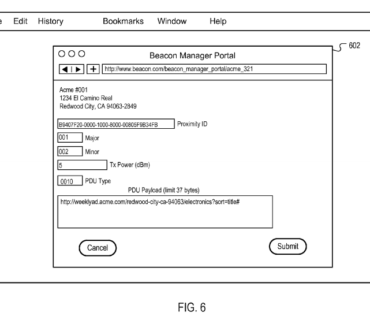 e Edit History Bookmarks Window Help
602
Beacon Manager Portal
http://www.beacon.com/beacon_manager_portal/acme_321
Acme #001
1234 El Camino Real
Redwood City, CA 94063-2849
B9407F20-0000-1000-8000-00805F9B34FB Proximity ID
001 Major
002 Minor
5 Tx Power (dBm)
0010 PDU Type
PDU Payload (limit 37 bytes)
http://weeklyad.acme.com/redwood-city-ca-94063/electronics?sort=title#
Cancel Submit
FIG. 6